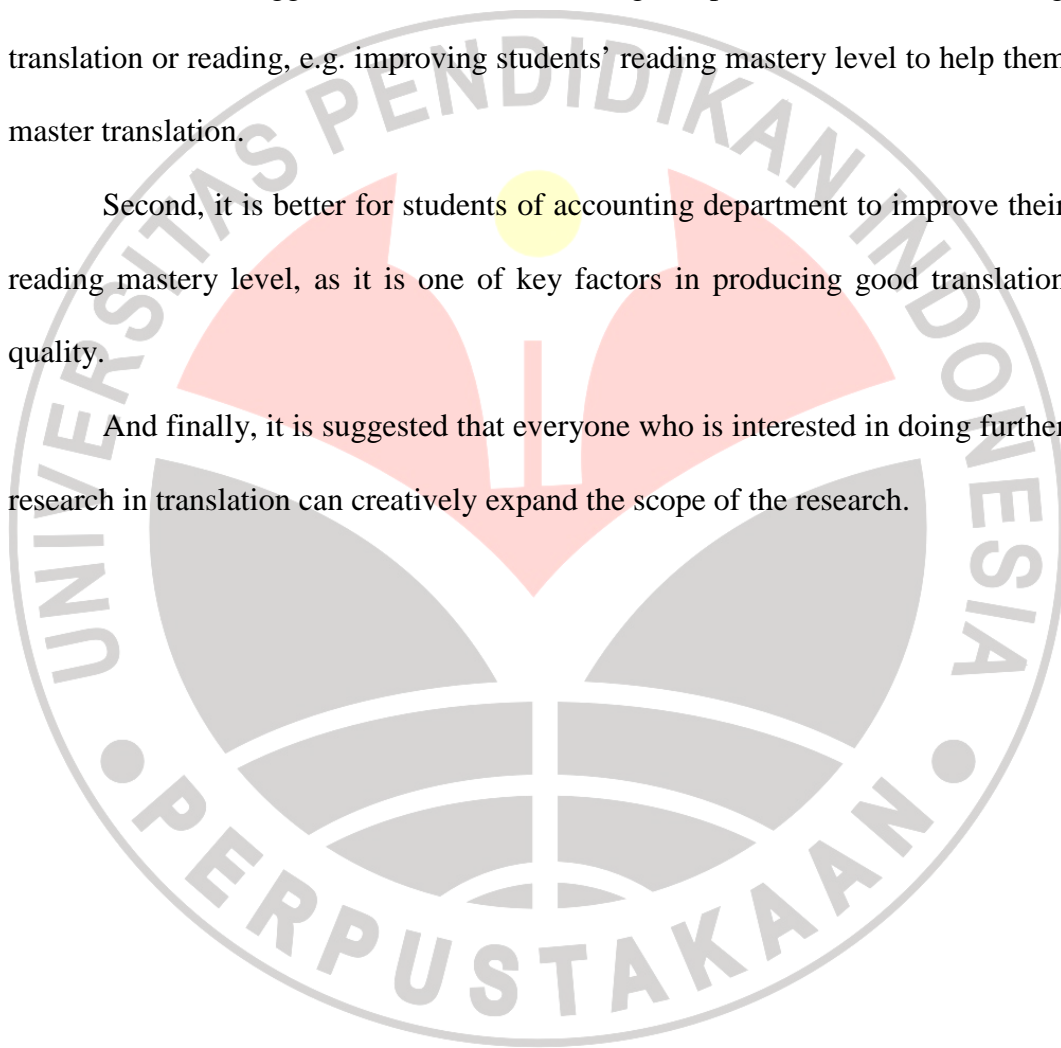 translation or reading, e.g. improving students’ reading mastery level to help them
master translation.
Second, it is better for students of accounting department to improve their
reading mastery level, as it is one of key factors in producing good translation
quality.
And finally, it is suggested that everyone who is interested in doing further
research in translation can creatively expand the scope of the research.
UNIVERSITAS PENDIDIKAN INDONESIA
PERPUSTAKAAN